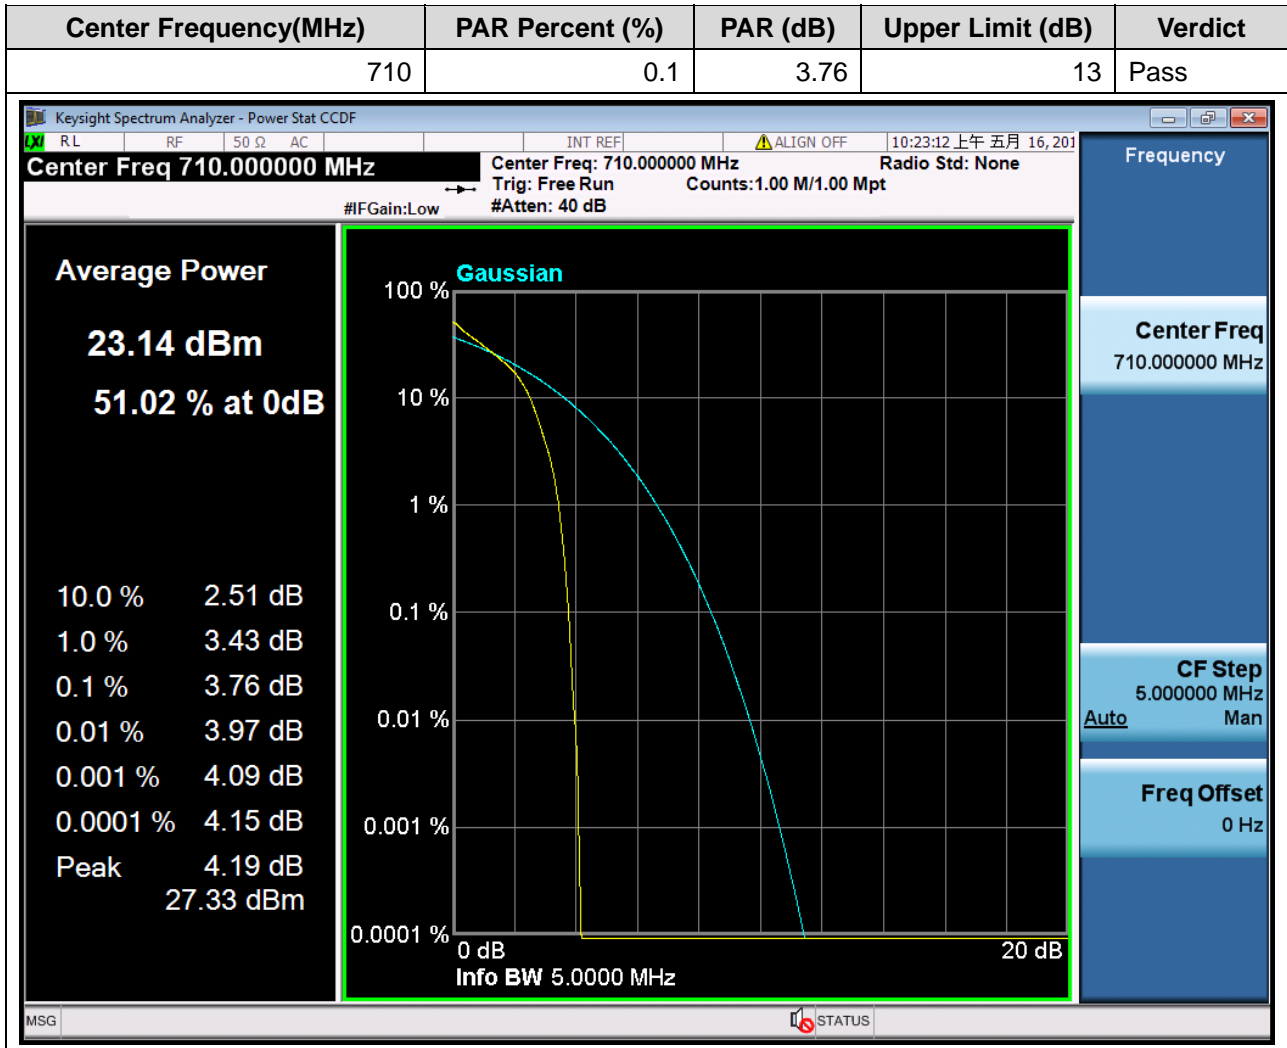 Center Frequency(MHz) PAR Percent (%) PAR (dB) Upper Limit (dB) Verdict
710 0.1 3.76 13 Pass
Keysight Spectrum Analyzer - Power Stat CCDF
LXI RL RF 50 Ω AC INT REF ALIGN OFF 10:23:12 上午 五月 16, 201
Center Freq 710.000000 MHz
Center Freq: 710.000000 MHz Radio Std: None
Trig: Free Run Counts:1.00 M/1.00 Mpt
#IFGain:Low #Atten: 40 dB
Average Power
23.14 dBm
51.02 % at 0dB
10.0 % 2.51 dB
1.0 % 3.43 dB
0.1 % 3.76 dB
0.01 % 3.97 dB
0.001 % 4.09 dB
0.0001 % 4.15 dB
Peak 4.19 dB
27.33 dBm
Gaussian
100 %
10 %
1 %
0.1 %
0.01 %
0.001 %
0.0001 %
0 dB 20 dB
Info BW 5.0000 MHz
Frequency
Center Freq
710.000000 MHz
CF Step
5.000000 MHz
Auto Man
Freq Offset
0 Hz
MSG STATUS